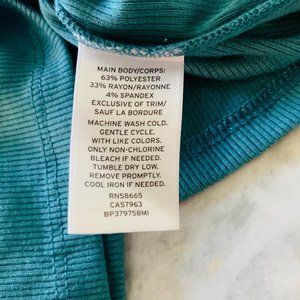 MAIN BODY/CORPS:
63% POLYESTER
33% RAYON/RAYONNE
4% SPANDEX
EXCLUSIVE OF TRIM/
SAUF LA BORDURE
MACHINE WASH COLD.
GENTLE CYCLE.
WITH LIKE COLORS.
ONLY NON-CHLORINE
BLEACH IF NEEDED.
TUMBLE DRY LOW.
REMOVE PROMPTLY.
COOL IRON IF NEEDED.
RN58665
CA57963
BP379758MI